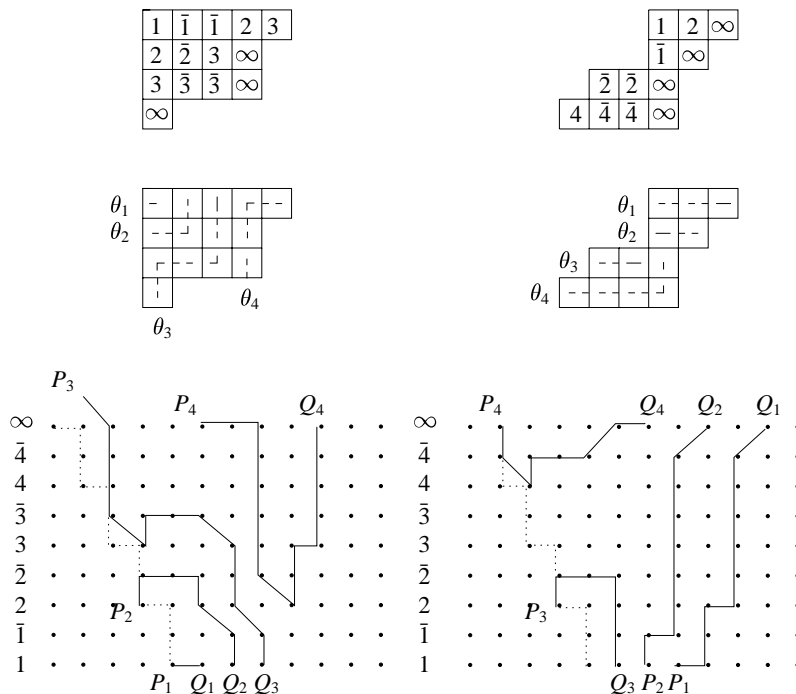 1 1̄ 1̄ 2 3
2 2̄ 3 ∞
3 3̄ 3̄ ∞
∞
1 2 ∞
1̄ ∞
2̄ 2̄ ∞
4 4̄ 4̄ ∞
θ1
θ2
θ4
θ3
θ1
θ2
θ3
θ4
P3
P4 Q4
∞
4̄
4
3̄
3
2̄
2 P2
1̄
1
P1 Q1 Q2 Q3
P4 Q4 Q2 Q1
∞
4̄
4
3̄
3
2̄
2 P3
1̄
1
Q3 P2 P1